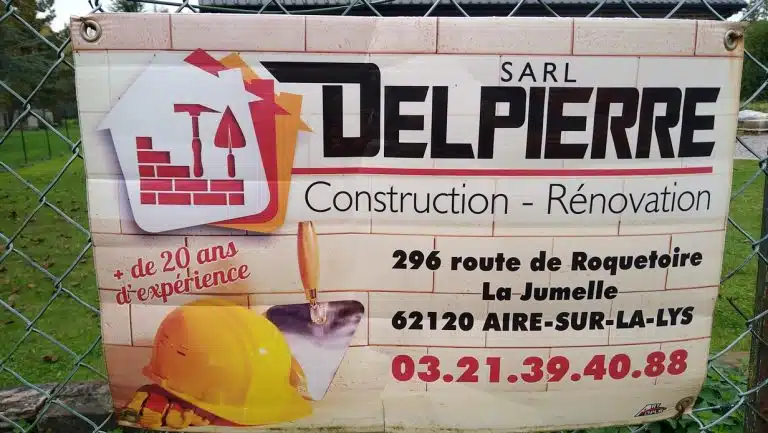 SARL
DELPIERRE
Construction - Rénovation
+ de 20 ans
d'expérience
296 route de Roquetoire
La Jumelle
62120 AIRE-SUR-LA-LYS
03.21.39.40.88